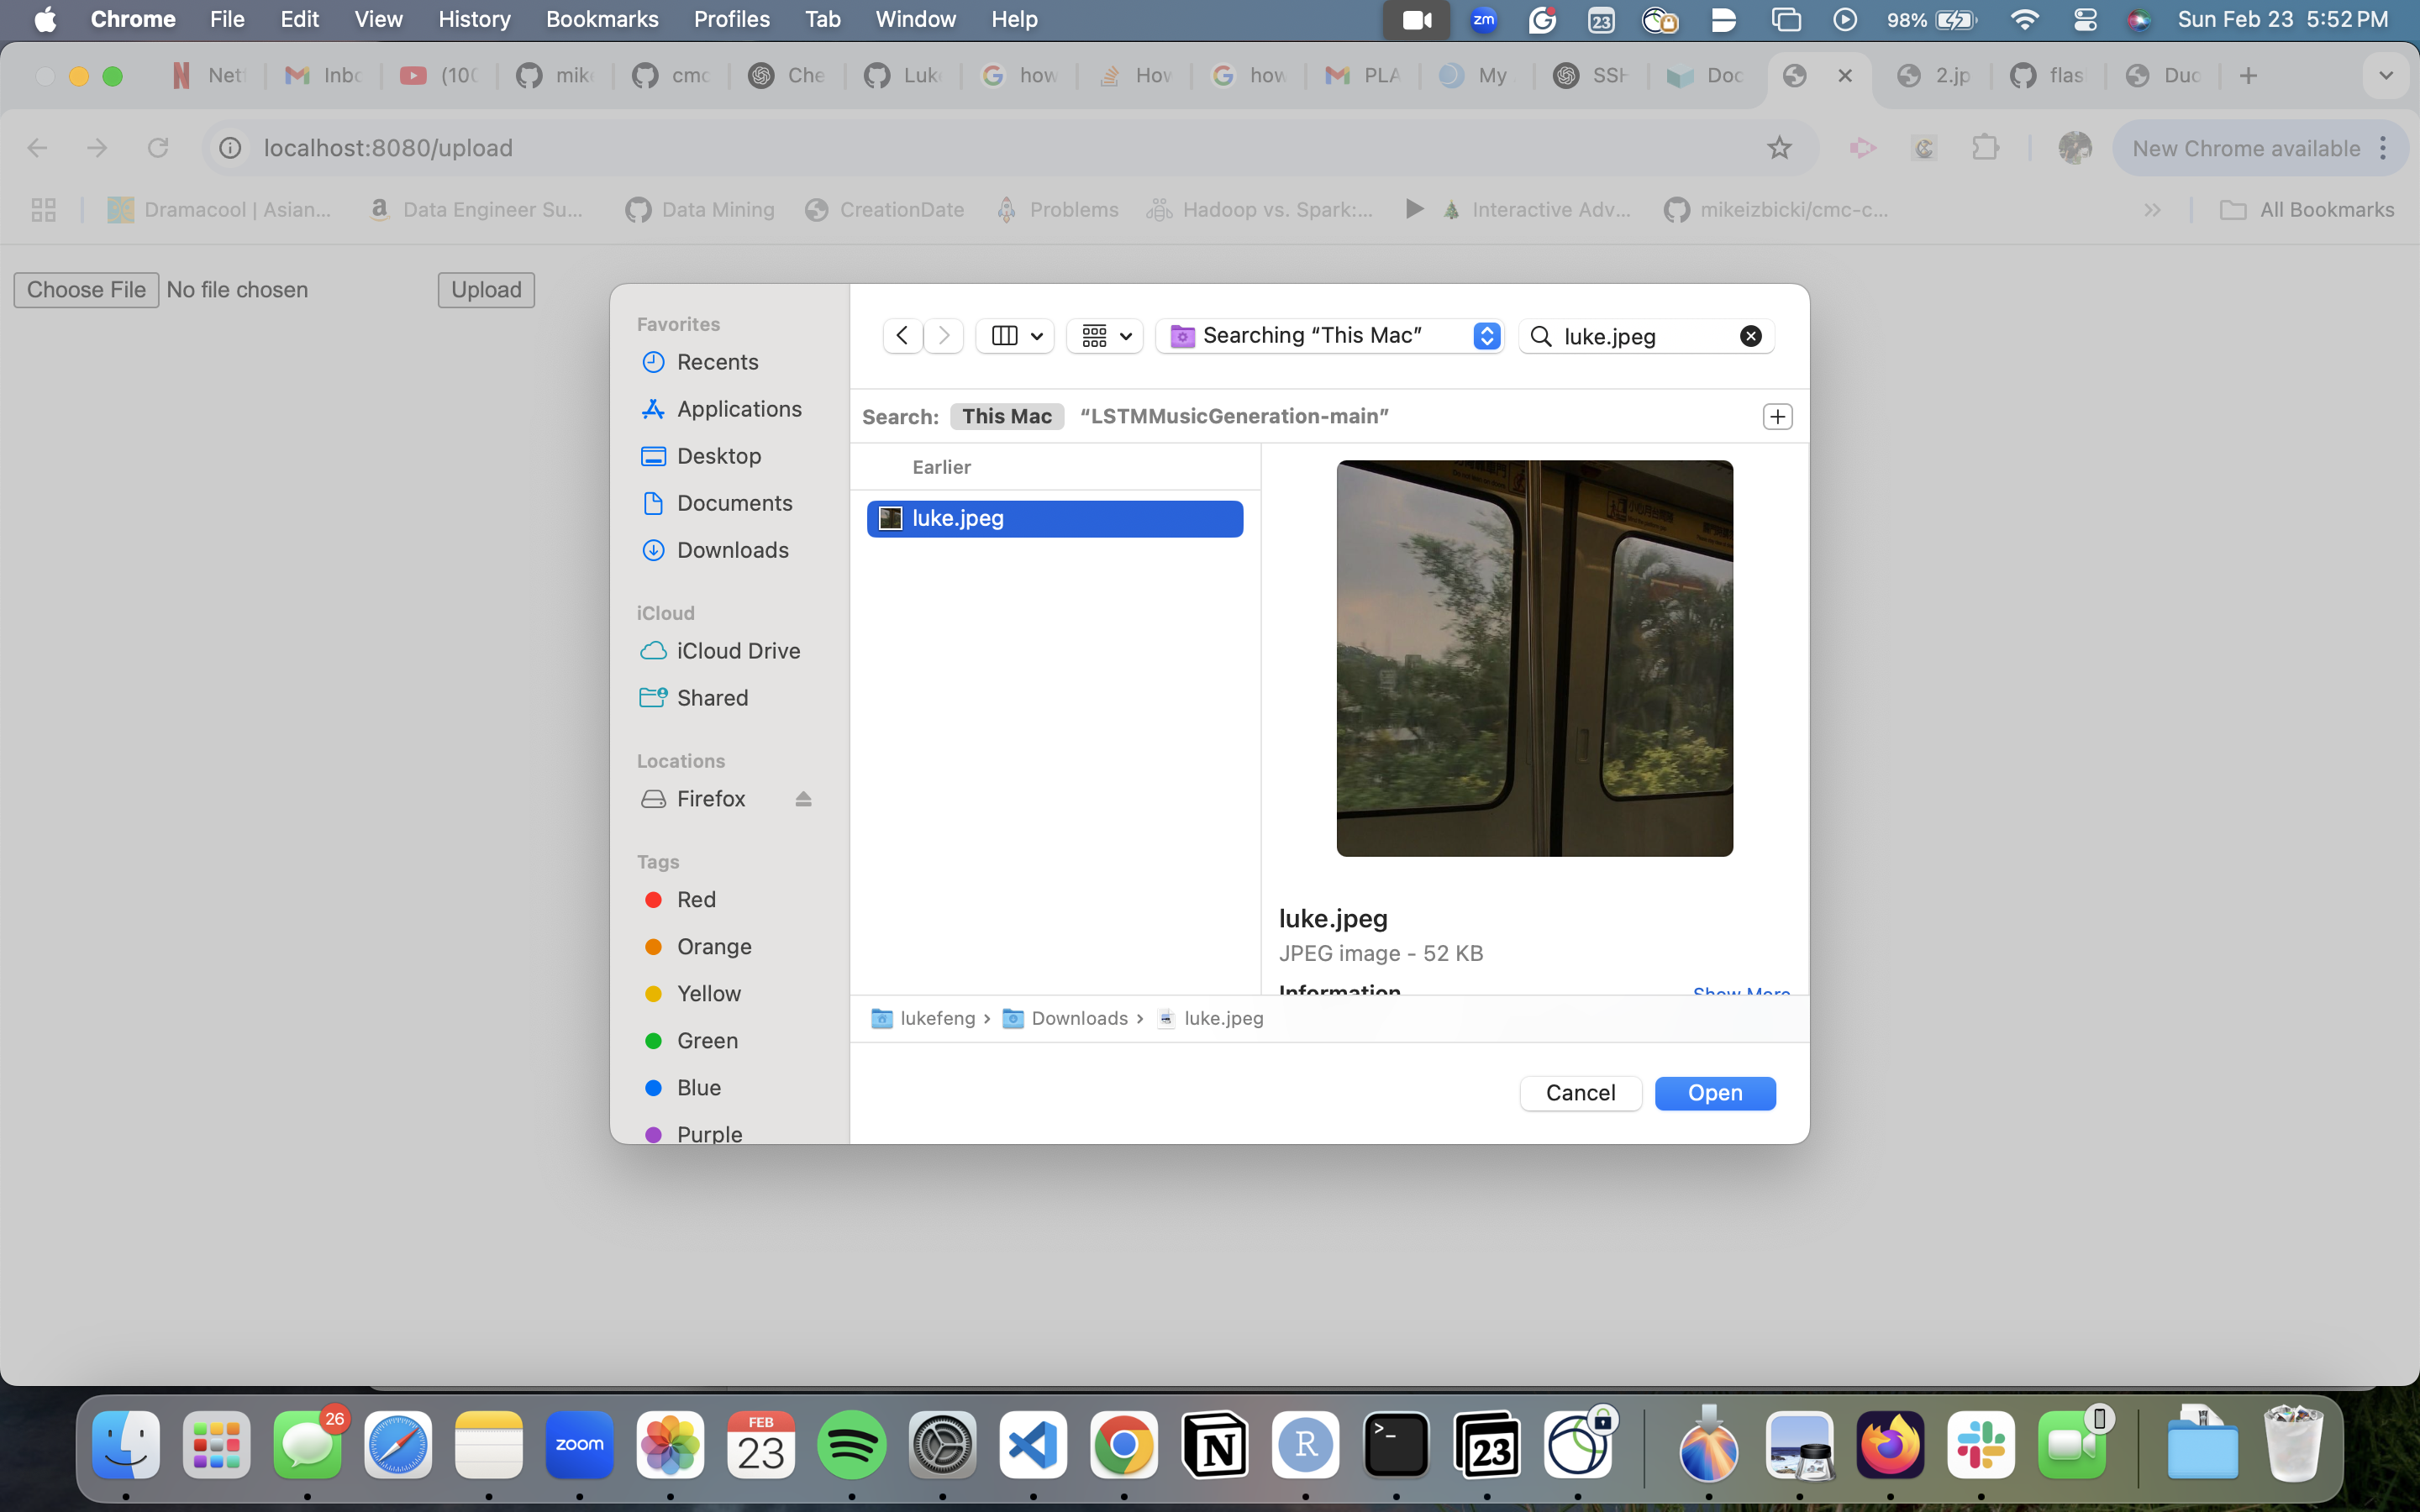 Chrome File Edit View History Bookmarks Profiles Tab Window Help zm 23 98% Sun Feb 23 5:52 PM
Net Inbo (100 mik cmc Che Luk how How how PLA My SSH Doc 2.jp flas Duc
localhost:8080/upload New Chrome available
Dramacool | Asian... Data Engineer Su... Data Mining CreationDate Problems Hadoop vs. Spark:... Interactive Adv... mikeizbicki/cmc-c... All Bookmarks
Choose File No file chosen Upload
Favorites
Recents
Applications
Desktop
Documents
Downloads
iCloud
iCloud Drive
Shared
Locations
Firefox
Tags
Red
Orange
Yellow
Green
Blue
Purple
Searching “This Mac” luke.jpeg
Search: This Mac “LSTMMusicGeneration-main”
Earlier
luke.jpeg
luke.jpeg
JPEG image - 52 KB
Information Show More
lukefeng › Downloads › luke.jpeg
Cancel Open
26 zoom FEB 23 N R >_ 23